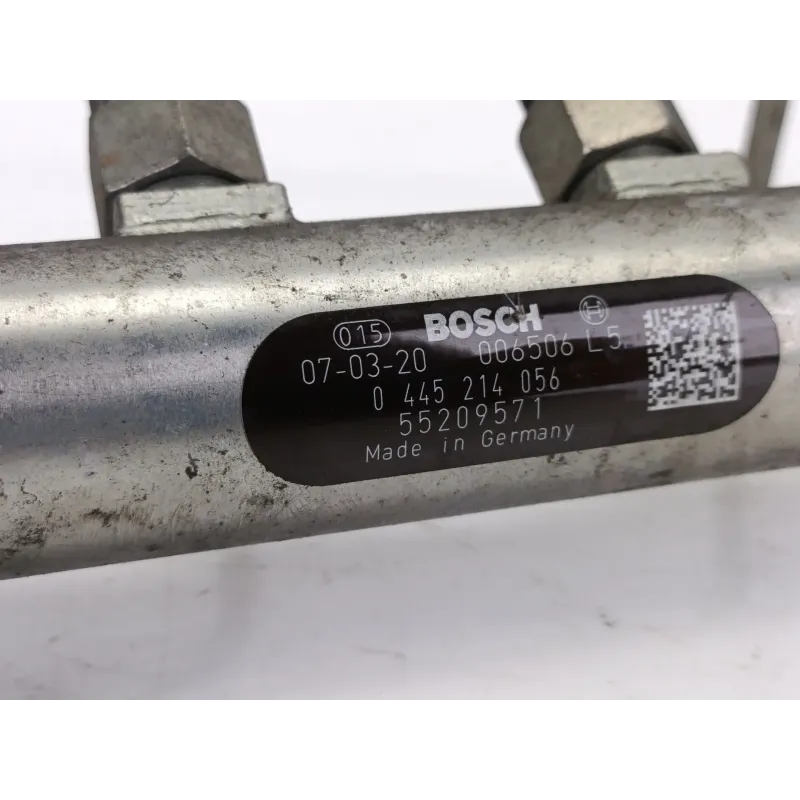 015 BOSCH
07-03-20 006506 L5
0 445 214 056
55209571
Made in Germany